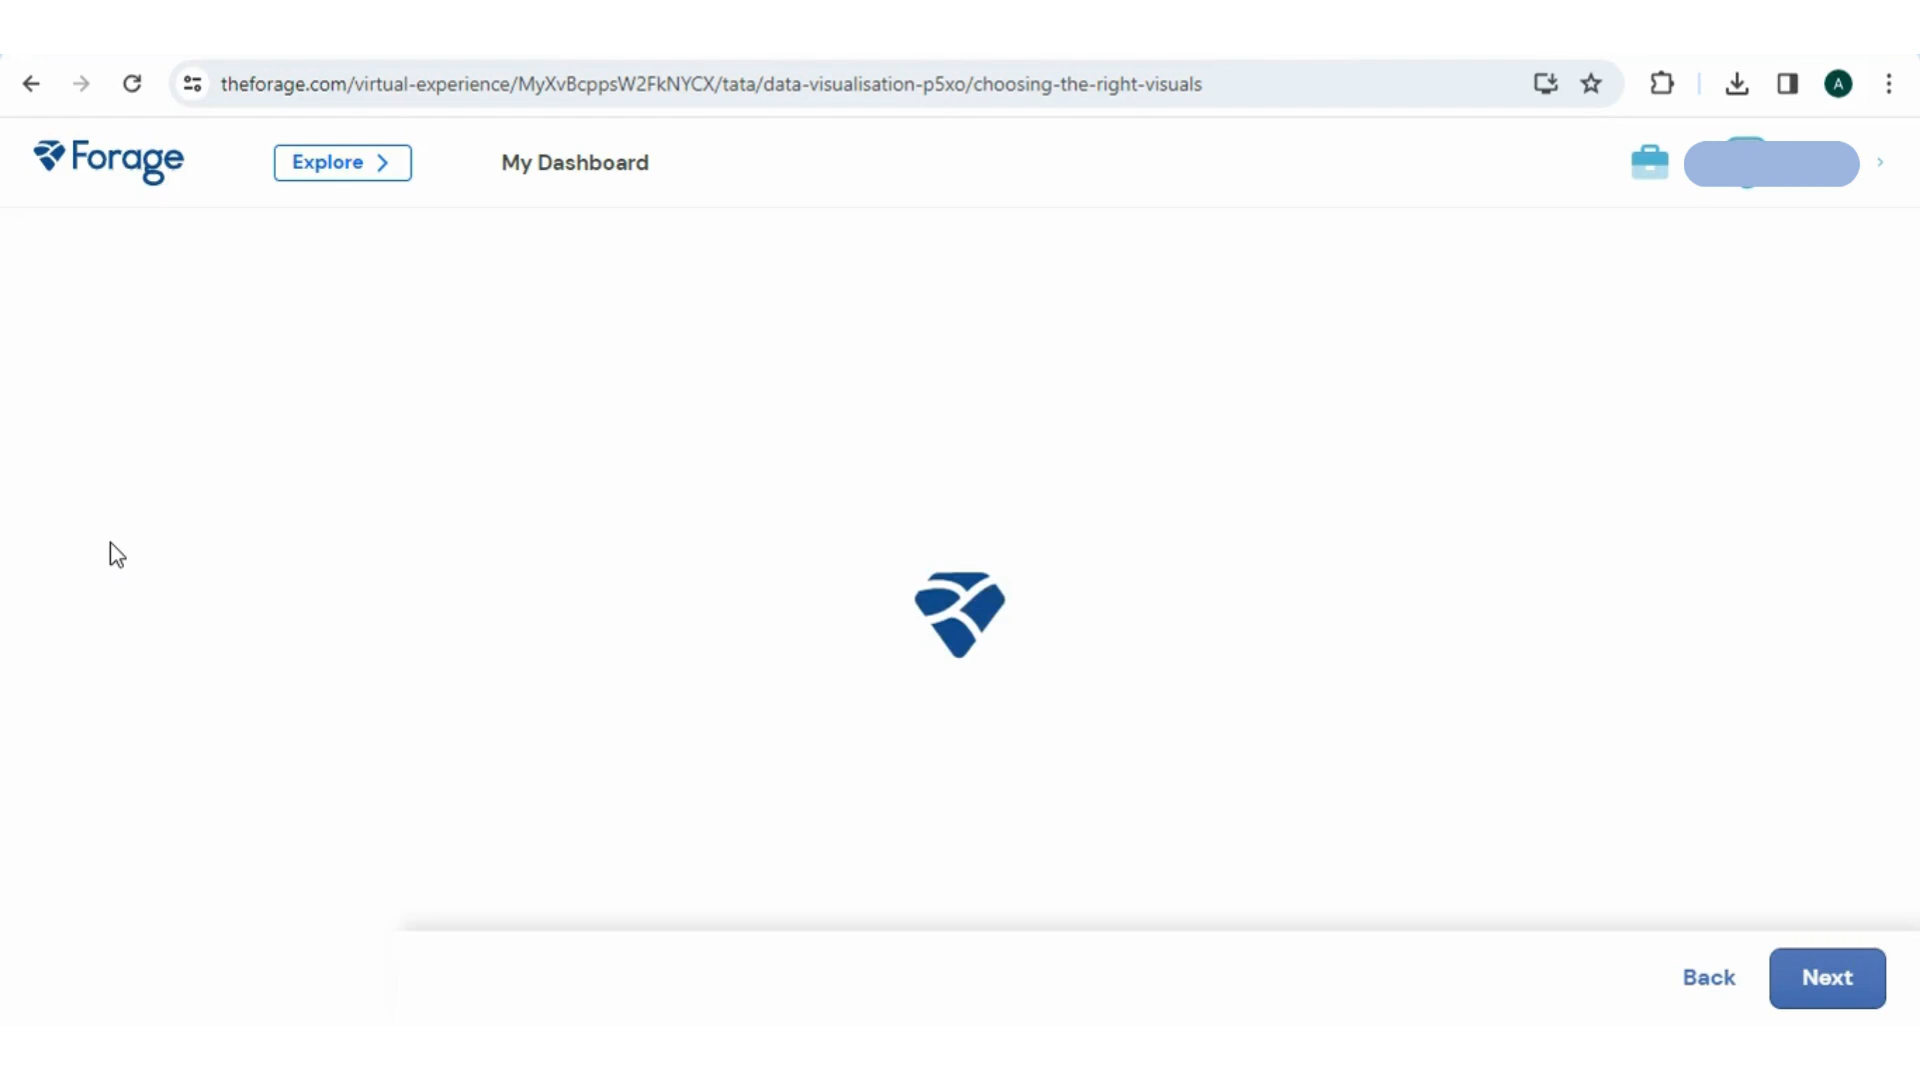 theforage.com/virtual-experience/MyXvBcppsW2FkNYCX/tata/data-visualisation-p5xo/choosing-the-right-visuals
A
Forage
Explore
My Dashboard
Back
Next